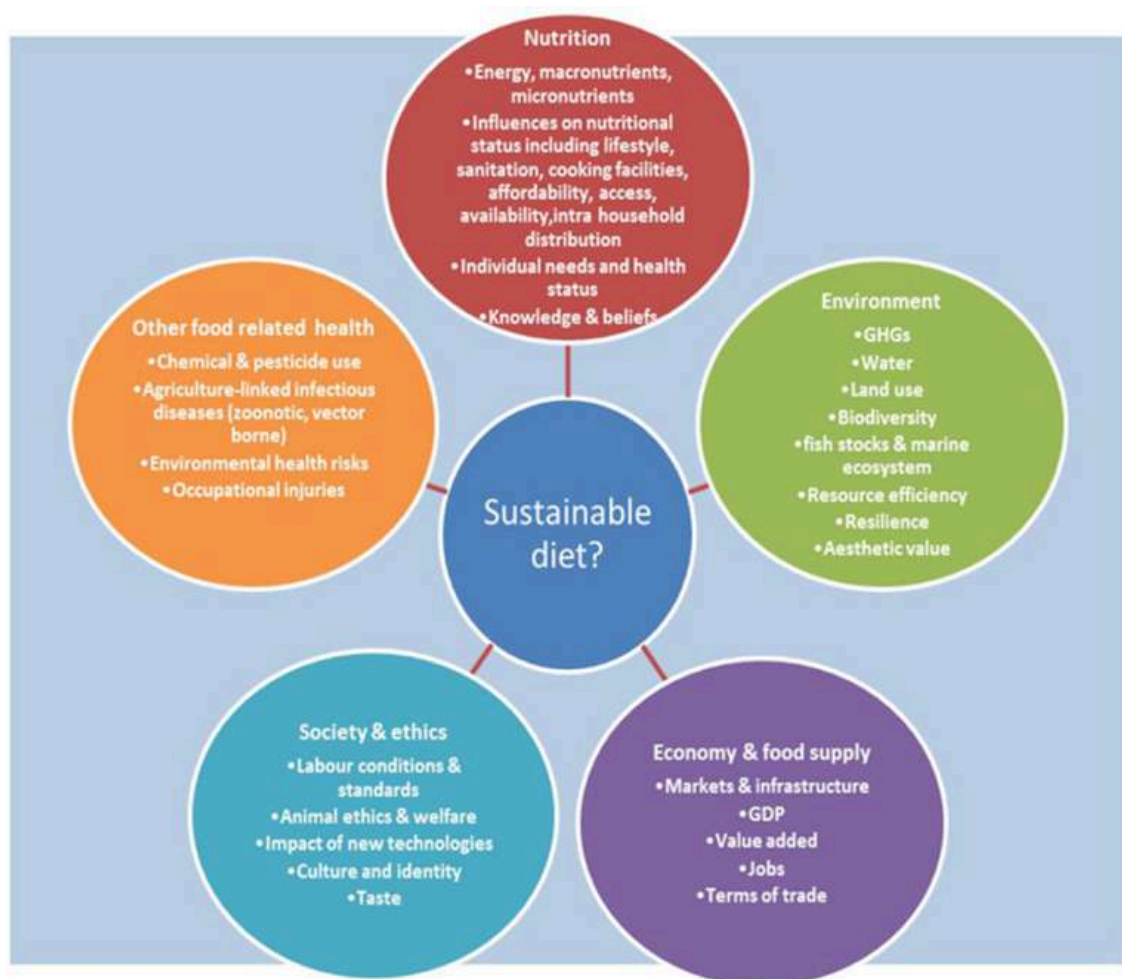 Nutrition
•Energy, macronutrients,
micronutrients
•Influences on nutritional
status including lifestyle,
sanitation, cooking facilities,
affordability, access,
availability,intra household
distribution
•Individual needs and health
status
•Knowledge & beliefs
Other food related health
•Chemical & pesticide use
•Agriculture-linked infectious
diseases (zoonotic, vector
borne)
•Environmental health risks
•Occupational injuries
Environment
•GHGs
•Water
•Land use
•Biodiversity
•fish stocks & marine
ecosystem
•Resource efficiency
•Resilience
•Aesthetic value
Sustainable
diet?
Society & ethics
•Labour conditions &
standards
•Animal ethics & welfare
•Impact of new technologies
•Culture and identity
•Taste
Economy & food supply
•Markets & infrastructure
•GDP
•Value added
•Jobs
•Terms of trade